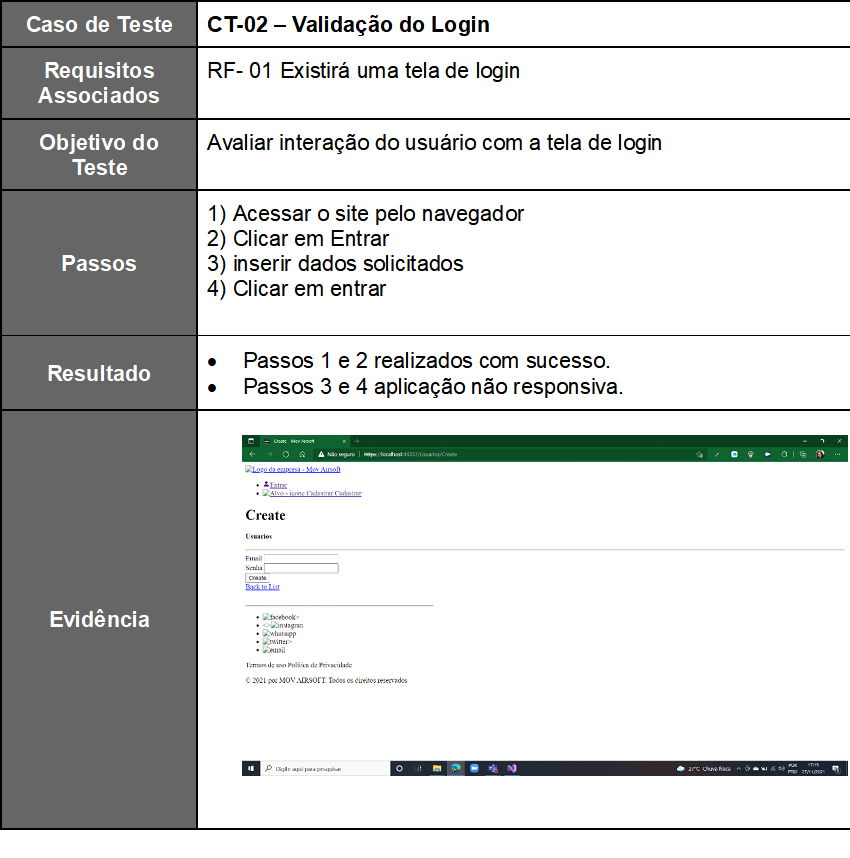 Caso de Teste
CT-02 – Validação do Login
Requisitos
Associados
RF- 01 Existirá uma tela de login
Objetivo do
Teste
Avaliar interação do usuário com a tela de login
Passos
1) Acessar o site pelo navegador
2) Clicar em Entrar
3) inserir dados solicitados
4) Clicar em entrar
Resultado
• Passos 1 e 2 realizados com sucesso.
• Passos 3 e 4 aplicação não responsiva.
Evidência
Create - Mov Airsoft
Não seguro https://localhost:44337/Usuarios/Create
Logo da empresa - Mov Airsoft
• Entrar
• Alvo - icone Cadastrar Cadastrar
Create
Usuarios
Email
Senha
Create
Back to List
• facebook>
• <>instagran
• whatsapp
• twitter>
• email
Termos de uso Política de Privacidade
© 2021 por MOV AIRSOFT. Todos os direitos reservados
Digite aqui para pesquisar
27°C Chuva fraca
POR
PTB2
17:15
27/11/2021